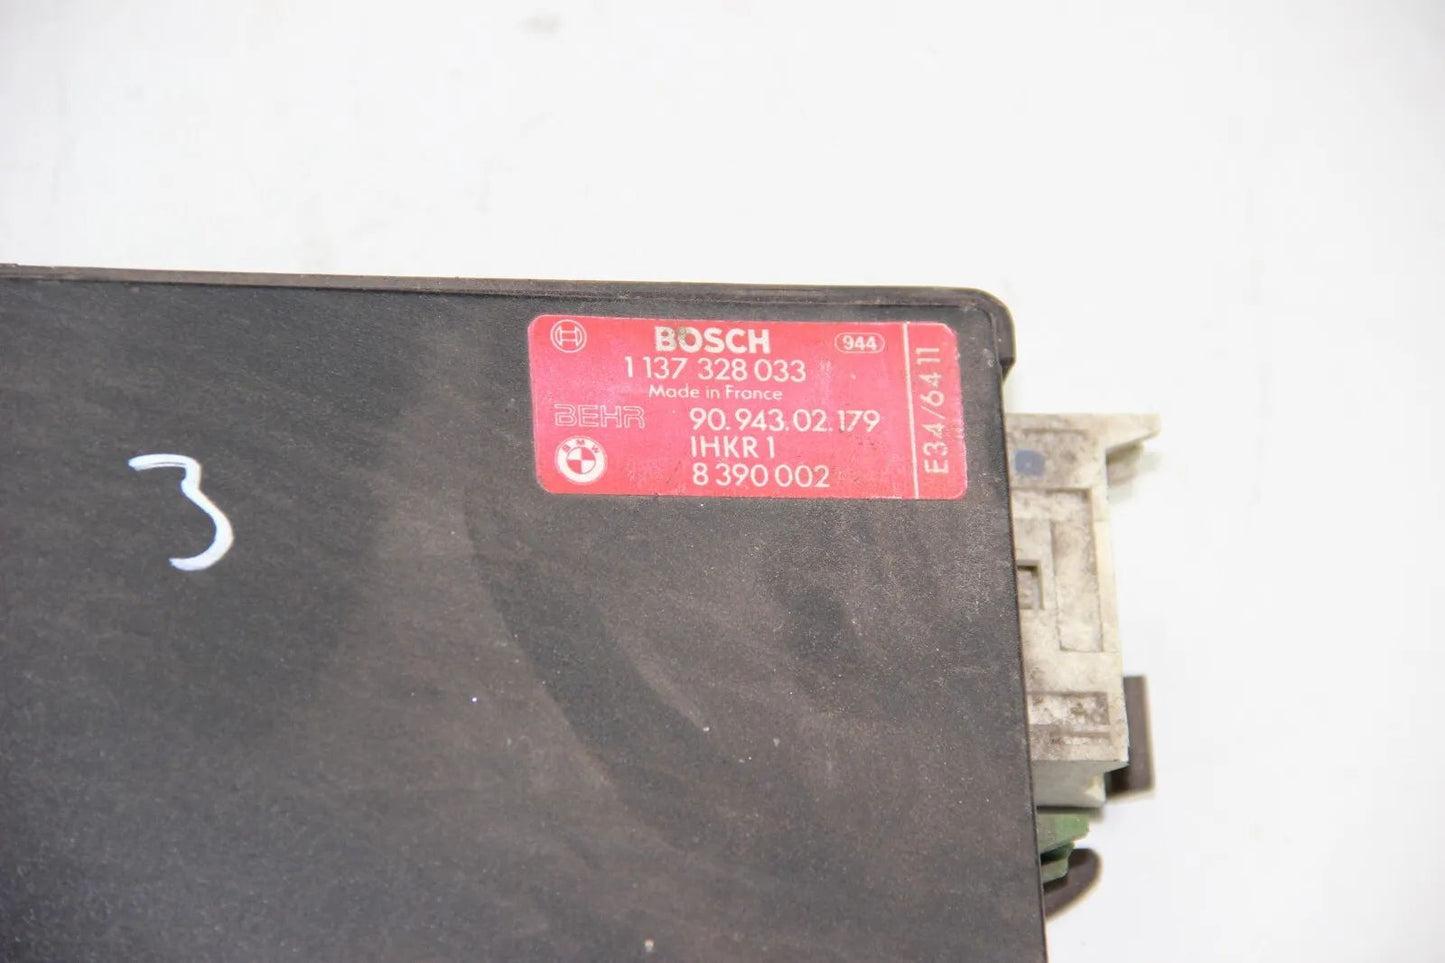 BOSCH 944
1 137 328 033
Made in France
BEHR 90.943.02.179
BMW IHKR 1
8 390 002
E34/64 11
3